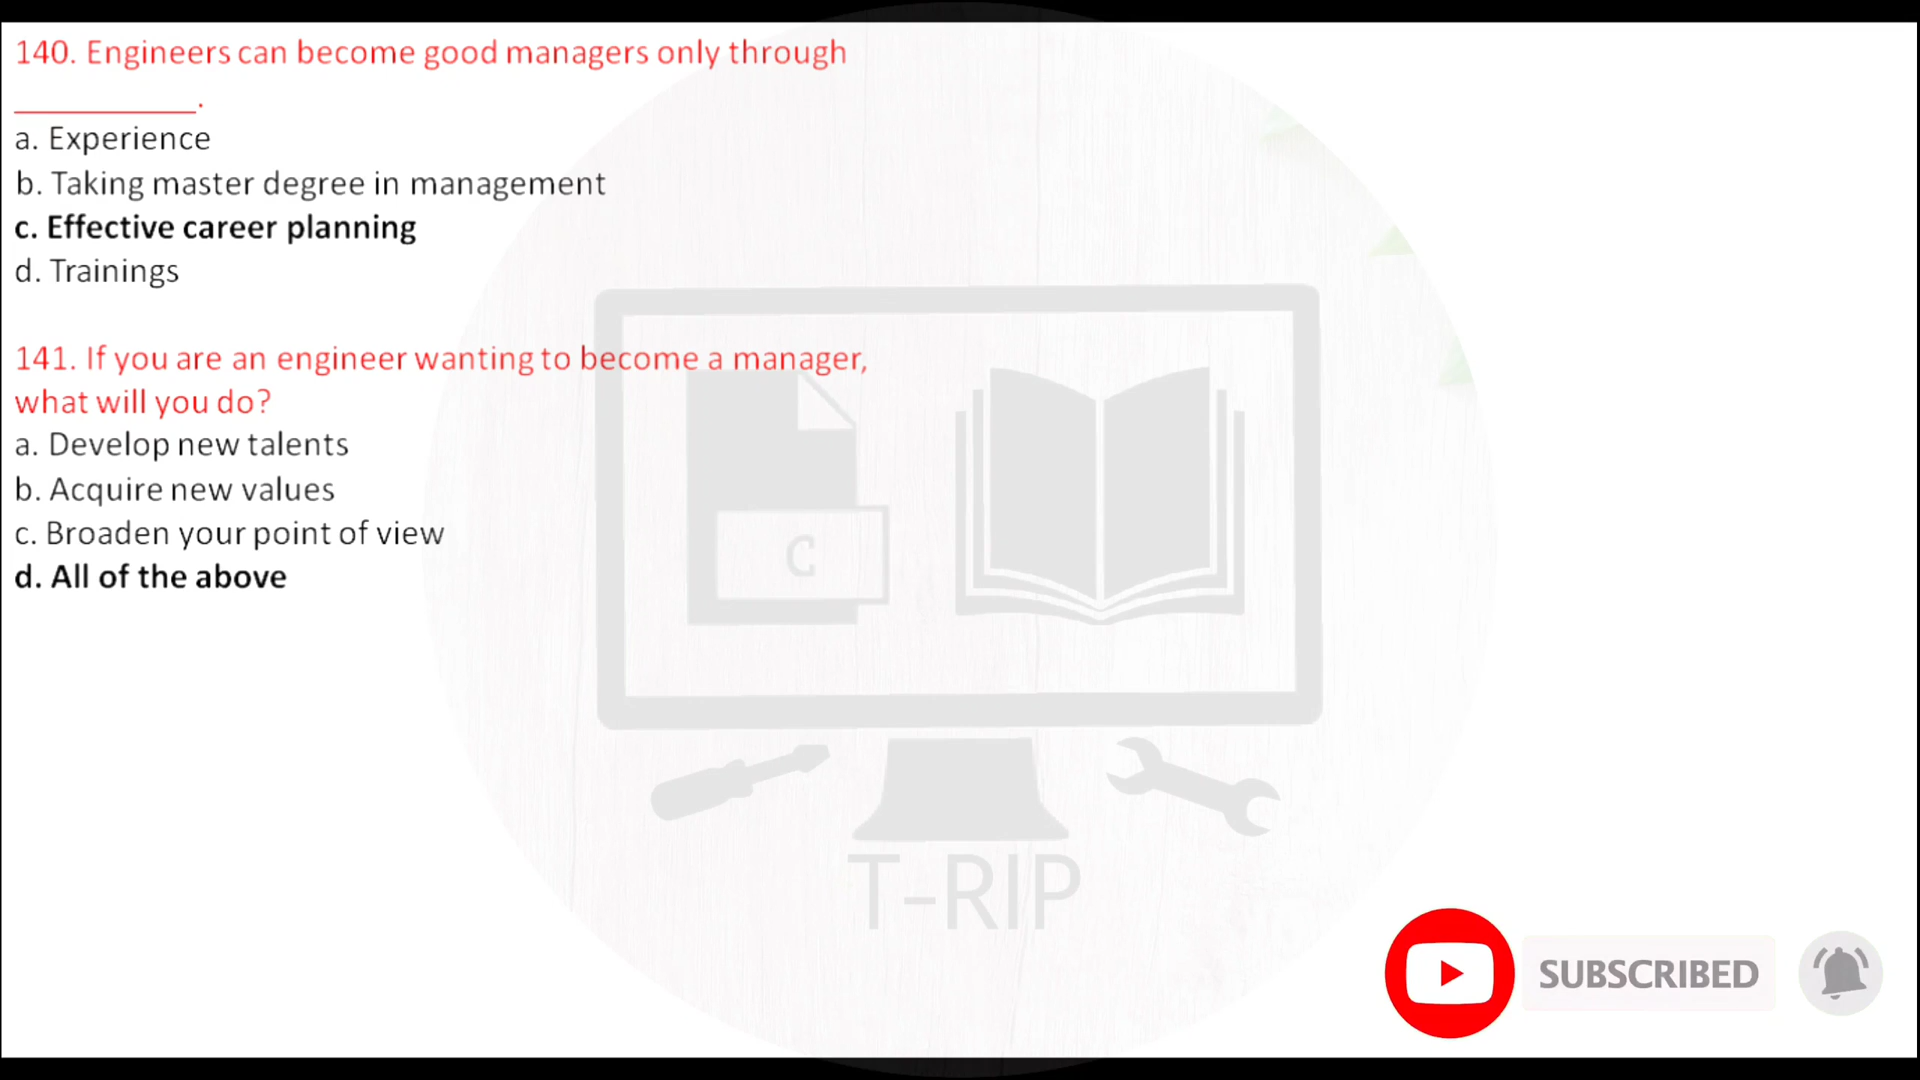 140. Engineers can become good managers only through
___________.
a. Experience
b. Taking master degree in management
c. Effective career planning
d. Trainings
141. If you are an engineer wanting to become a manager,
what will you do?
a. Develop new talents
b. Acquire new values
c. Broaden your point of view
d. All of the above
C
T-RIP
SUBSCRIBED